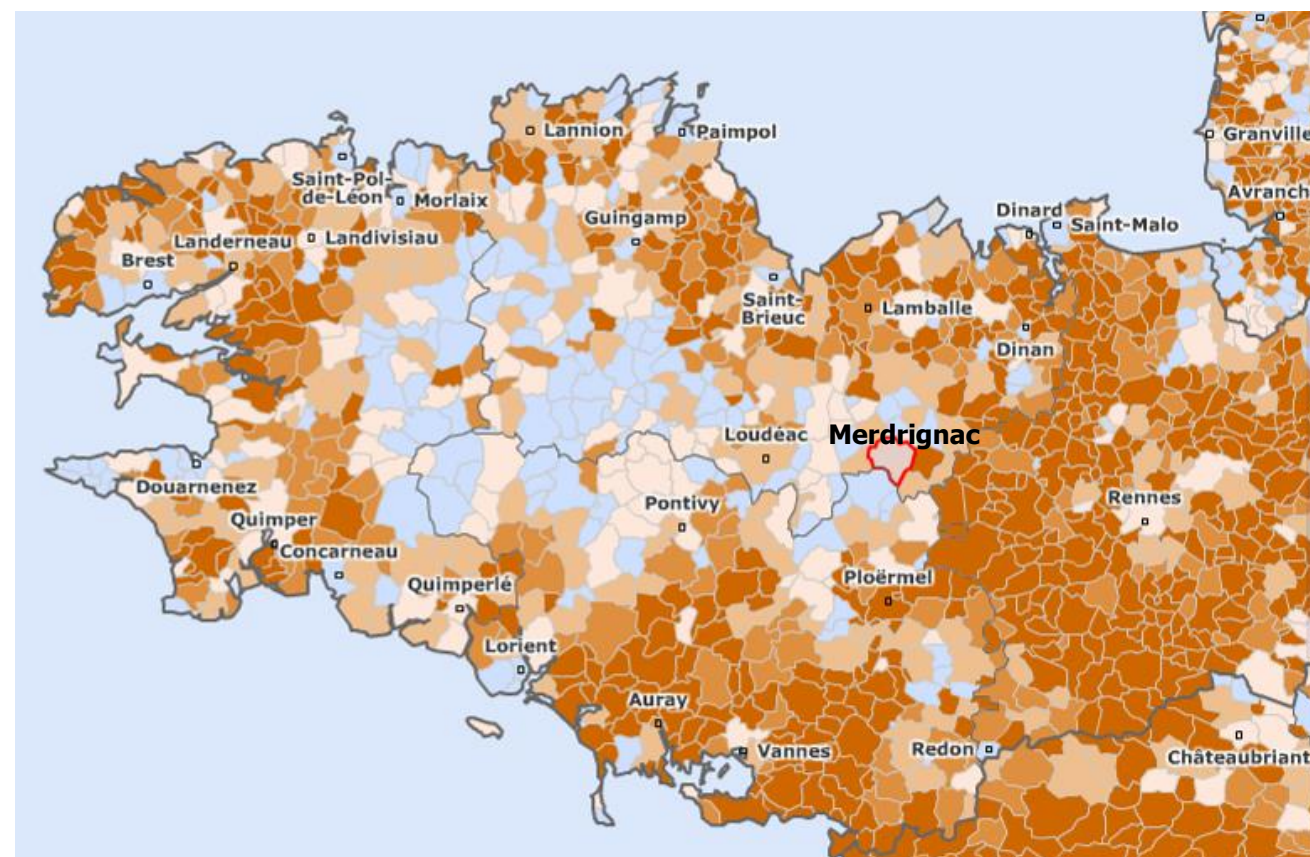 Lannion
Paimpol
Granville
Saint-Pol-
de-Léon
Morlaix
Avranch
Guingamp
Dinard
Saint-Malo
Landerneau
Landivisiau
Brest
Saint-
Brieuc
Lamballe
Dinan
Loudéac
Merdrignac
Douarnenez
Pontivy
Rennes
Quimper
Concarneau
Quimperlé
Ploërmel
Lorient
Auray
Vannes
Redon
Châteaubriant